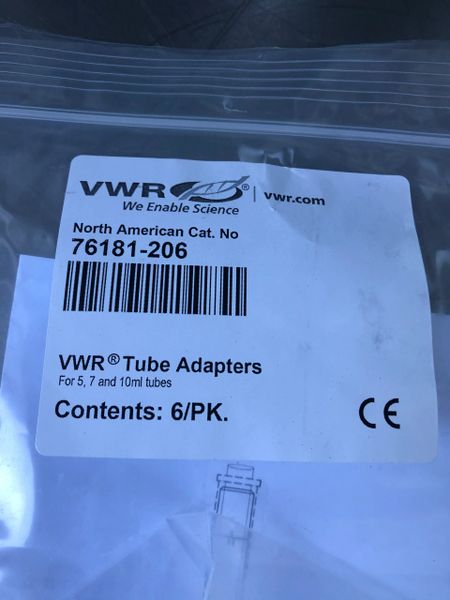 VWR® | vwr.com
We Enable Science
North American Cat. No
76181-206
VWR® Tube Adapters
For 5, 7 and 10ml tubes
Contents: 6/PK.
CE